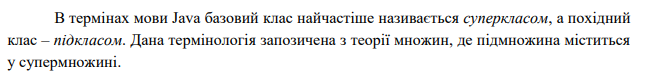 В термінах мови Java базовий клас найчастіше називається суперкласом, а похідний
клас – підкласом. Дана термінологія запозичена з теорії множин, де підмножина міститься
у супермножині.